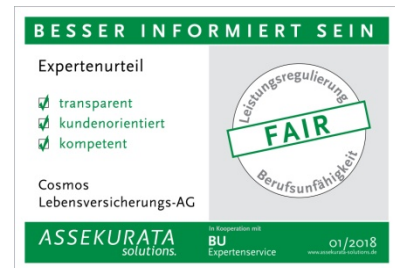 BESSER INFORMIERT SEIN
Expertenurteil
transparent
kundenorientiert
kompetent
Cosmos
Lebensversicherungs-AG
Leistungsregulierung
FAIR
Berufsunfähigkeit
ASSEKURATA
solutions.
In Kooperation mit
BU
Expertenservice
01/2018
www.assekurata-solutions.de